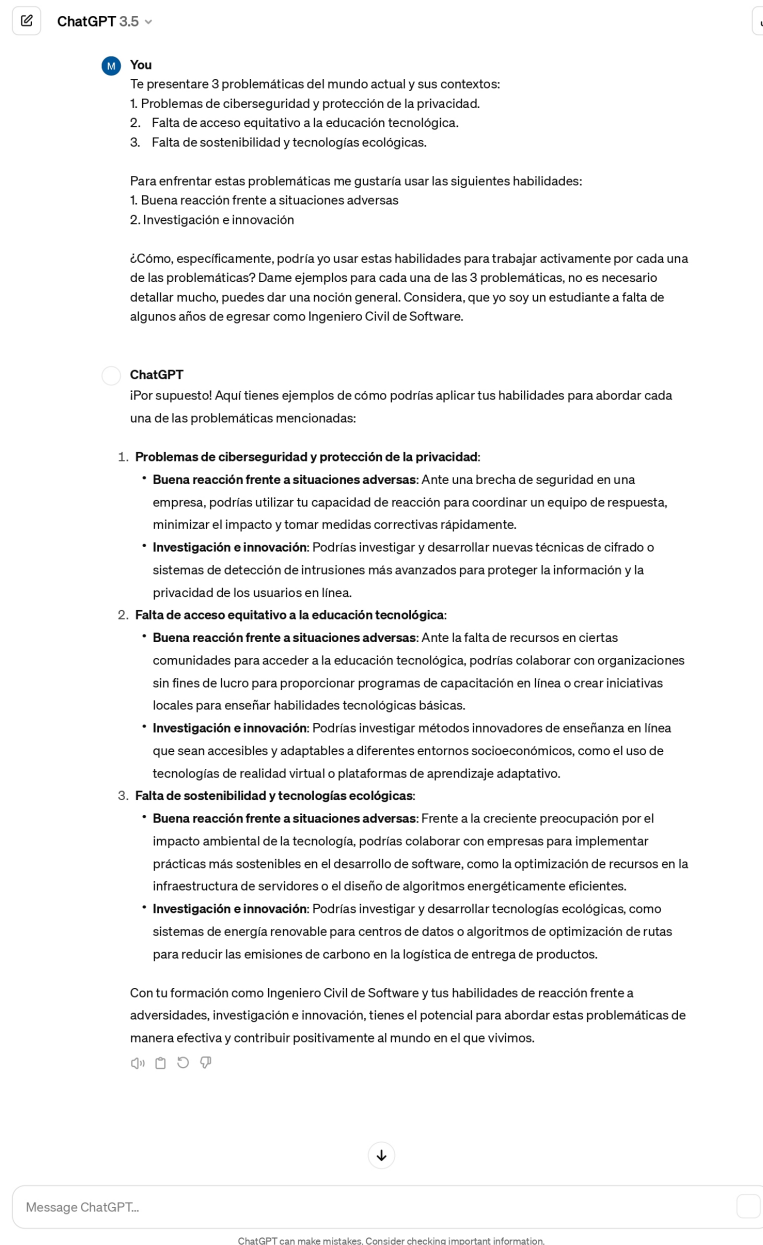 ChatGPT 3.5
M
You
Te presentare 3 problemáticas del mundo actual y sus contextos:
1. Problemas de ciberseguridad y protección de la privacidad.
2. Falta de acceso equitativo a la educación tecnológica.
3. Falta de sostenibilidad y tecnologías ecológicas.
Para enfrentar estas problemáticas me gustaría usar las siguientes habilidades:
1. Buena reacción frente a situaciones adversas
2. Investigación e innovación
¿Cómo, específicamente, podría yo usar estas habilidades para trabajar activamente por cada una
de las problemáticas? Dame ejemplos para cada una de las 3 problemáticas, no es necesario
detallar mucho, puedes dar una noción general. Considera, que yo soy un estudiante a falta de
algunos años de egresar como Ingeniero Civil de Software.
ChatGPT
¡Por supuesto! Aquí tienes ejemplos de cómo podrías aplicar tus habilidades para abordar cada
una de las problemáticas mencionadas:
1. Problemas de ciberseguridad y protección de la privacidad:
• Buena reacción frente a situaciones adversas: Ante una brecha de seguridad en una
empresa, podrías utilizar tu capacidad de reacción para coordinar un equipo de respuesta,
minimizar el impacto y tomar medidas correctivas rápidamente.
• Investigación e innovación: Podrías investigar y desarrollar nuevas técnicas de cifrado o
sistemas de detección de intrusiones más avanzados para proteger la información y la
privacidad de los usuarios en línea.
2. Falta de acceso equitativo a la educación tecnológica:
• Buena reacción frente a situaciones adversas: Ante la falta de recursos en ciertas
comunidades para acceder a la educación tecnológica, podrías colaborar con organizaciones
sin fines de lucro para proporcionar programas de capacitación en línea o crear iniciativas
locales para enseñar habilidades tecnológicas básicas.
• Investigación e innovación: Podrías investigar métodos innovadores de enseñanza en línea
que sean accesibles y adaptables a diferentes entornos socioeconómicos, como el uso de
tecnologías de realidad virtual o plataformas de aprendizaje adaptativo.
3. Falta de sostenibilidad y tecnologías ecológicas:
• Buena reacción frente a situaciones adversas: Frente a la creciente preocupación por el
impacto ambiental de la tecnología, podrías colaborar con empresas para implementar
prácticas más sostenibles en el desarrollo de software, como la optimización de recursos en la
infraestructura de servidores o el diseño de algoritmos energéticamente eficientes.
• Investigación e innovación: Podrías investigar y desarrollar tecnologías ecológicas, como
sistemas de energía renovable para centros de datos o algoritmos de optimización de rutas
para reducir las emisiones de carbono en la logística de entrega de productos.
Con tu formación como Ingeniero Civil de Software y tus habilidades de reacción frente a
adversidades, investigación e innovación, tienes el potencial para abordar estas problemáticas de
manera efectiva y contribuir positivamente al mundo en el que vivimos.
Message ChatGPT...
ChatGPT can make mistakes. Consider checking important information.